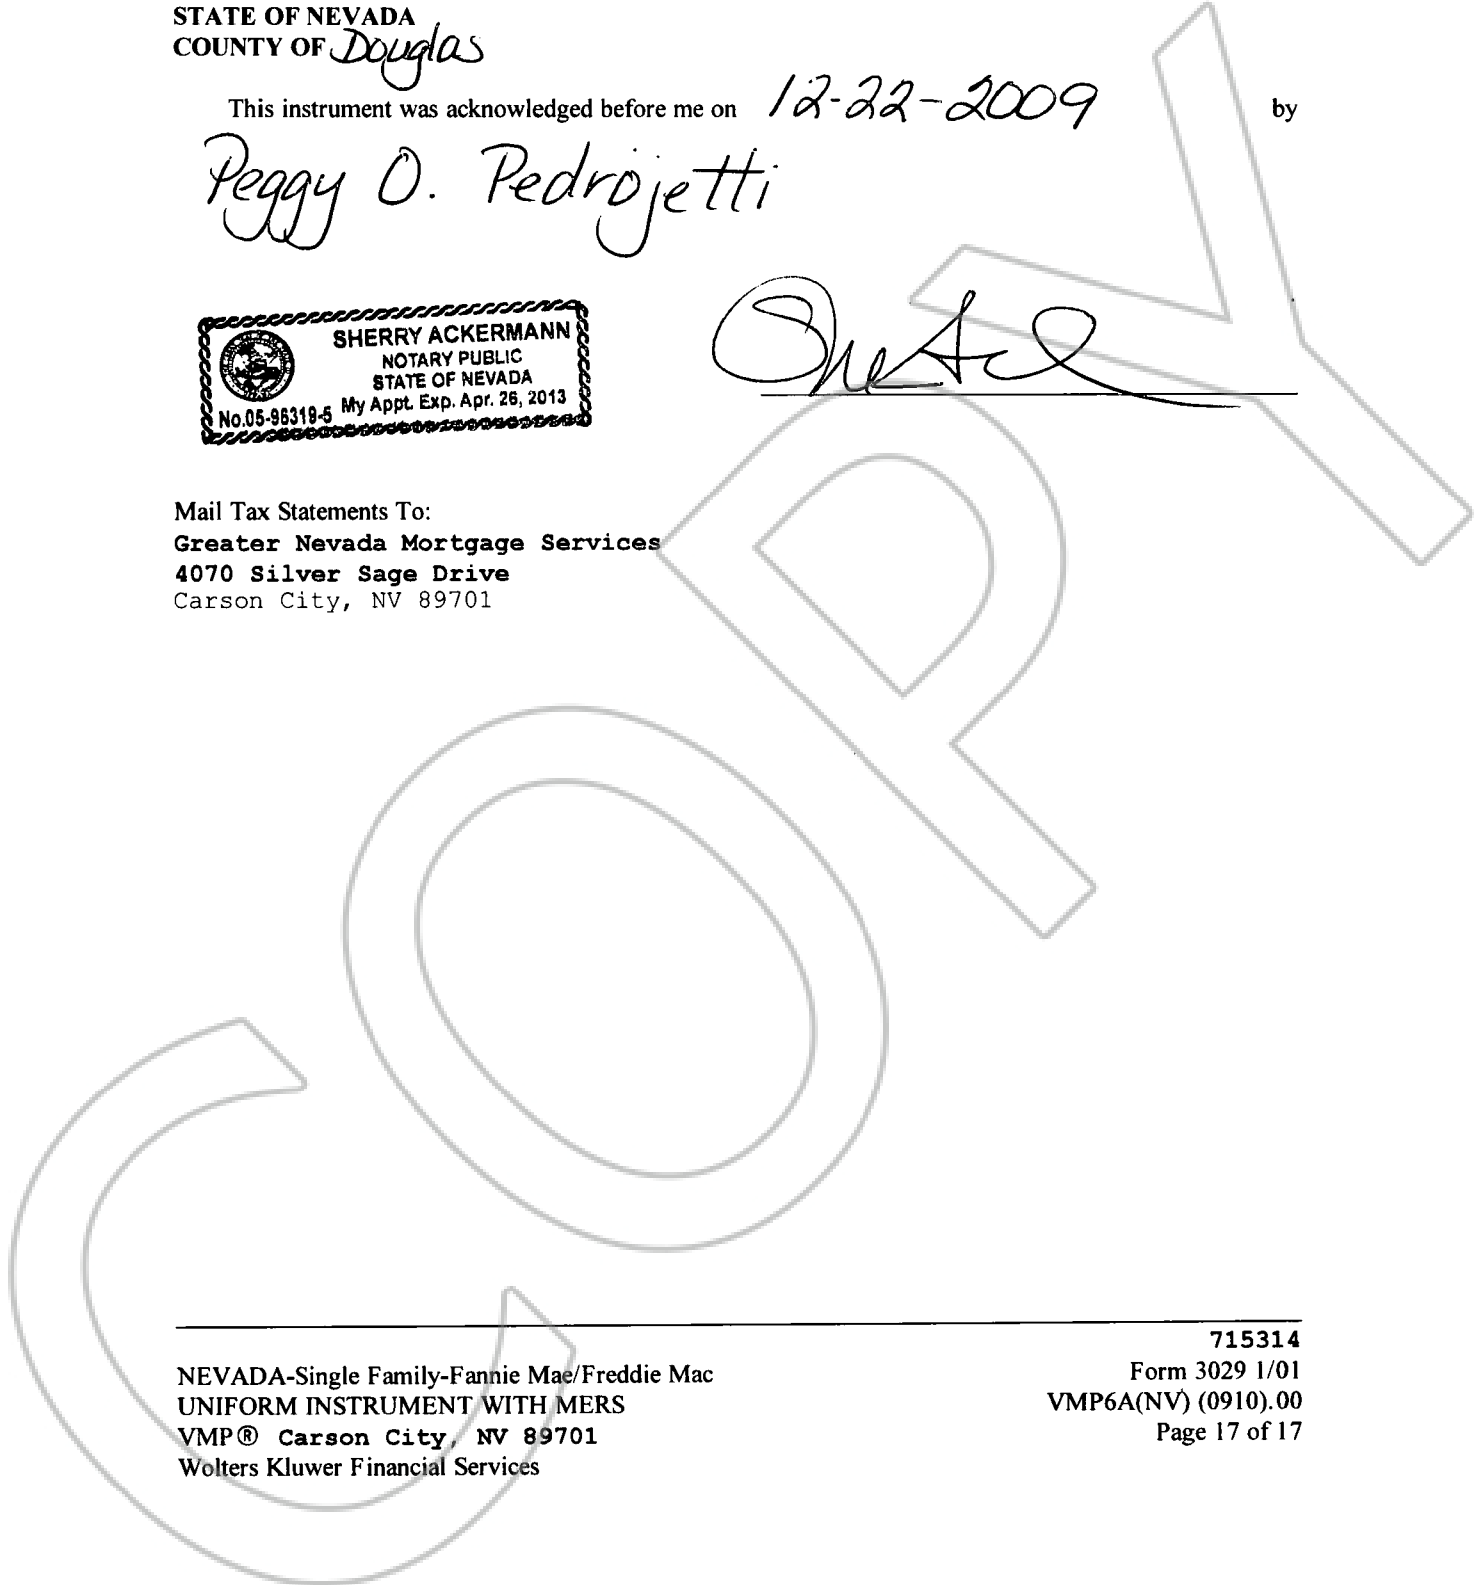 STATE OF NEVADA
COUNTY OF Douglas
This instrument was acknowledged before me on 12-22-2009 by
Peggy O. Pedrojetti
SHERRY ACKERMANN
NOTARY PUBLIC
STATE OF NEVADA
No.05-96319-5 My Appt. Exp. Apr. 26, 2013
Mail Tax Statements To:
Greater Nevada Mortgage Services
4070 Silver Sage Drive
Carson City, NV 89701
COPY
715314
NEVADA-Single Family-Fannie Mae/Freddie Mac Form 3029 1/01
UNIFORM INSTRUMENT WITH MERS VMP6A(NV) (0910).00
VMP® Carson City, NV 89701 Page 17 of 17
Wolters Kluwer Financial Services